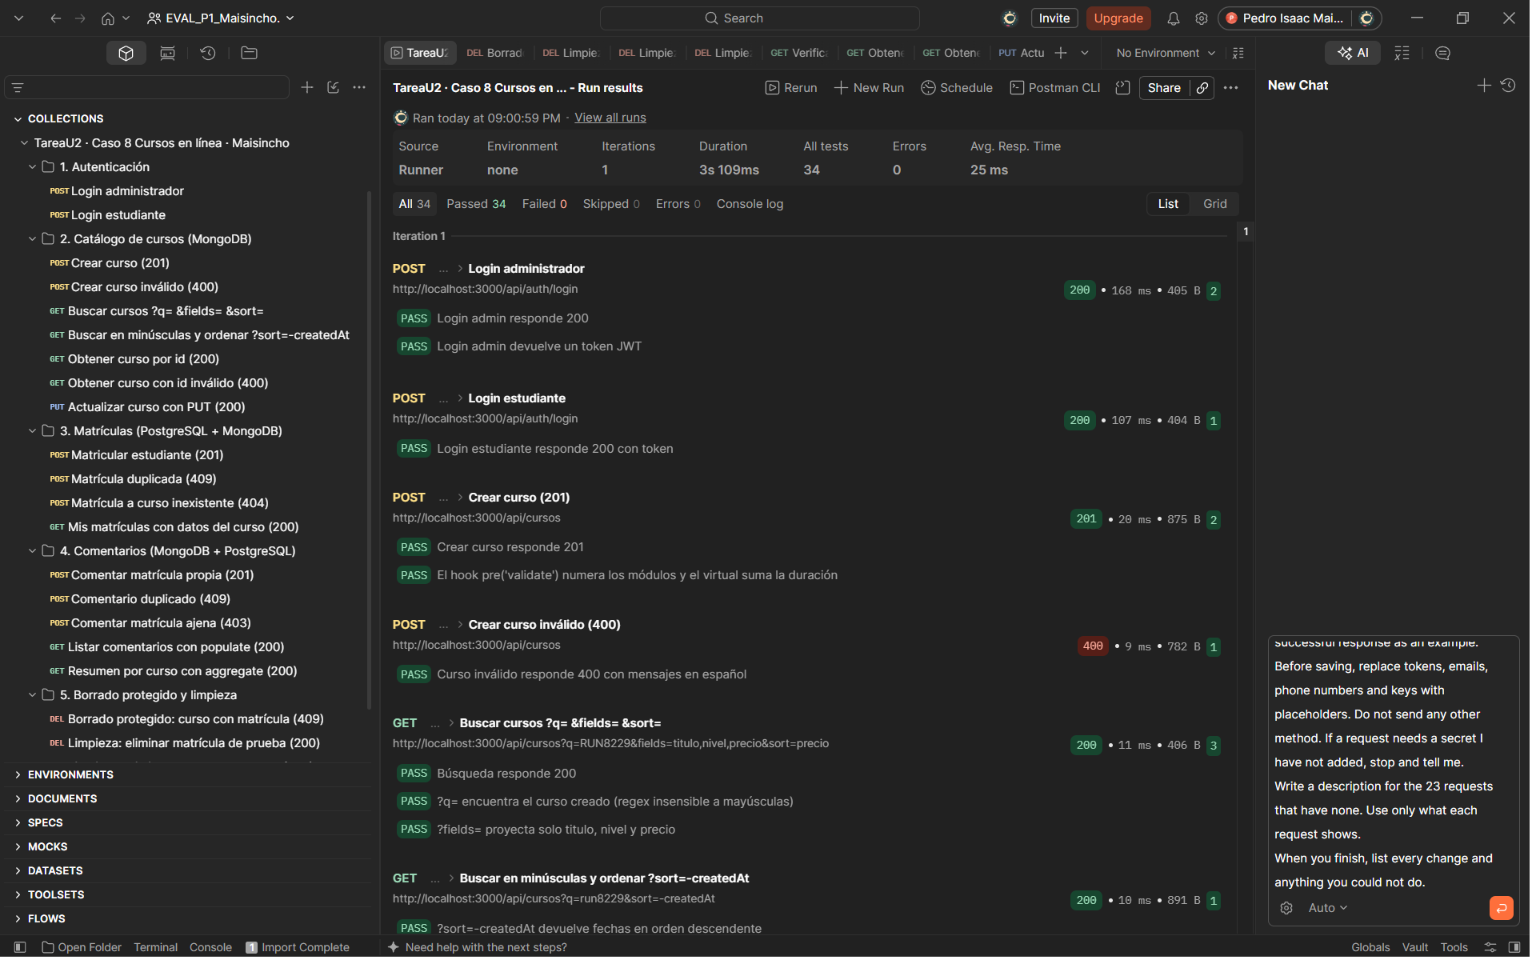 EVAL_P1_Maisincho.
Search
Invite
Upgrade
Pedro Isaac Mai...
COLLECTIONS
TareaU2 · Caso 8 Cursos en línea · Maisincho
1. Autenticación
POST Login administrador
POST Login estudiante
2. Catálogo de cursos (MongoDB)
POST Crear curso (201)
POST Crear curso inválido (400)
GET Buscar cursos ?q= &fields= &sort=
GET Buscar en minúsculas y ordenar ?sort=-createdAt
GET Obtener curso por id (200)
GET Obtener curso con id inválido (400)
PUT Actualizar curso con PUT (200)
3. Matrículas (PostgreSQL + MongoDB)
POST Matricular estudiante (201)
POST Matrícula duplicada (409)
POST Matrícula a curso inexistente (404)
GET Mis matrículas con datos del curso (200)
4. Comentarios (MongoDB + PostgreSQL)
POST Comentar matrícula propia (201)
POST Comentario duplicado (409)
POST Comentar matrícula ajena (403)
GET Listar comentarios con populate (200)
GET Resumen por curso con aggregate (200)
5. Borrado protegido y limpieza
DEL Borrado protegido: curso con matrícula (409)
DEL Limpieza: eliminar matrícula de prueba (200)
ENVIRONMENTS
DOCUMENTS
SPECS
MOCKS
DATASETS
TOOLSETS
FLOWS
TareaU2
DEL Borrad
DEL Limpie
DEL Limpie
DEL Limpie
GET Verific
GET Obten
GET Obten
PUT Actu
No Environment
TareaU2 · Caso 8 Cursos en ... - Run results
Rerun
New Run
Schedule
Postman CLI
Share
Ran today at 09:00:59 PM · View all runs
Source Environment Iterations Duration All tests Errors Avg. Resp. Time
Runner none 1 3s 109ms 34 0 25 ms
All 34 Passed 34 Failed 0 Skipped 0 Errors 0 Console log
List Grid
Iteration 1
1
POST ... > Login administrador
http://localhost:3000/api/auth/login
200 • 168 ms • 405 B 2
PASS Login admin responde 200
PASS Login admin devuelve un token JWT
POST ... > Login estudiante
http://localhost:3000/api/auth/login
200 • 107 ms • 404 B 1
PASS Login estudiante responde 200 con token
POST ... > Crear curso (201)
http://localhost:3000/api/cursos
201 • 20 ms • 875 B 2
PASS Crear curso responde 201
PASS El hook pre('validate') numera los módulos y el virtual suma la duración
POST ... > Crear curso inválido (400)
http://localhost:3000/api/cursos
400 • 9 ms • 782 B 1
PASS Curso inválido responde 400 con mensajes en español
GET ... > Buscar cursos ?q= &fields= &sort=
http://localhost:3000/api/cursos?q=RUN8229&fields=titulo,nivel,precio&sort=precio
200 • 11 ms • 406 B 3
PASS Búsqueda responde 200
PASS ?q= encuentra el curso creado (regex insensible a mayúsculas)
PASS ?fields= proyecta solo titulo, nivel y precio
GET ... > Buscar en minúsculas y ordenar ?sort=-createdAt
http://localhost:3000/api/cursos?q=run8229&sort=-createdAt
200 • 10 ms • 891 B 1
PASS ?sort=-createdAt devuelve fechas en orden descendente
AI
New Chat
successful response as an example.
Before saving, replace tokens, emails,
phone numbers and keys with
placeholders. Do not send any other
method. If a request needs a secret I
have not added, stop and tell me.
Write a description for the 23 requests
that have none. Use only what each
request shows.
When you finish, list every change and
anything you could not do.
Auto
Open Folder
Terminal
Console
1 Import Complete
Need help with the next steps?
Globals
Vault
Tools